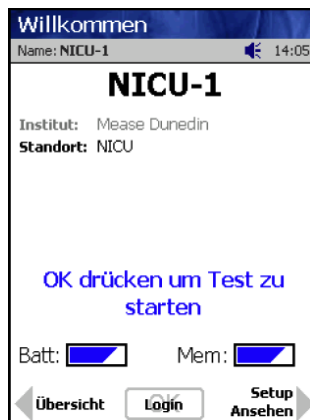 Willkommen
Name: NICU-1 14:05
NICU-1
Institut: Mease Dunedin
Standort: NICU
OK drücken um Test zu
starten
Batt: Mem:
Übersicht Login Setup
Ansehen